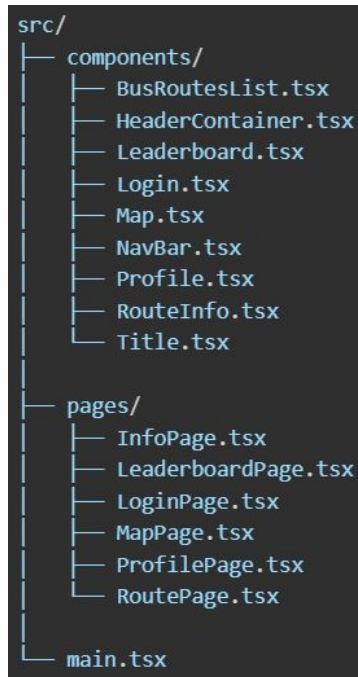 src/
├── components/
│   ├── BusRoutesList.tsx
│   ├── HeaderContainer.tsx
│   ├── Leaderboard.tsx
│   ├── Login.tsx
│   ├── Map.tsx
│   ├── NavBar.tsx
│   ├── Profile.tsx
│   ├── RouteInfo.tsx
│   └── Title.tsx
│
├── pages/
│   ├── InfoPage.tsx
│   ├── LeaderboardPage.tsx
│   ├── LoginPage.tsx
│   ├── MapPage.tsx
│   ├── ProfilePage.tsx
│   └── RoutePage.tsx
│
└── main.tsx